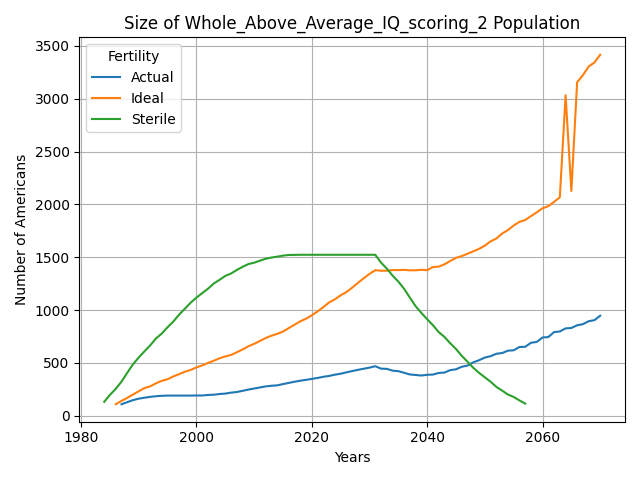 Size of Whole_Above_Average_IQ_scoring_2 Population
Number of Americans
3500
3000
2500
2000
1500
1000
500
0
Fertility
Actual
Ideal
Sterile
1980
2000
2020
2040
2060
Years